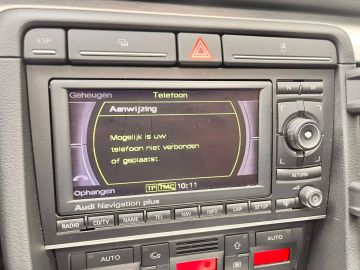 ESP
Geheugen Telefoon
Aanwijzing
Mogelijk is uw
telefoon niet verbonden
of geplaatst.
Ophangen TP TMC 10:11
Audi Navigation plus
RETURN
RADIO CD/TV NAME TEL NAV INFO CAR SETUP
AUTO AUTO